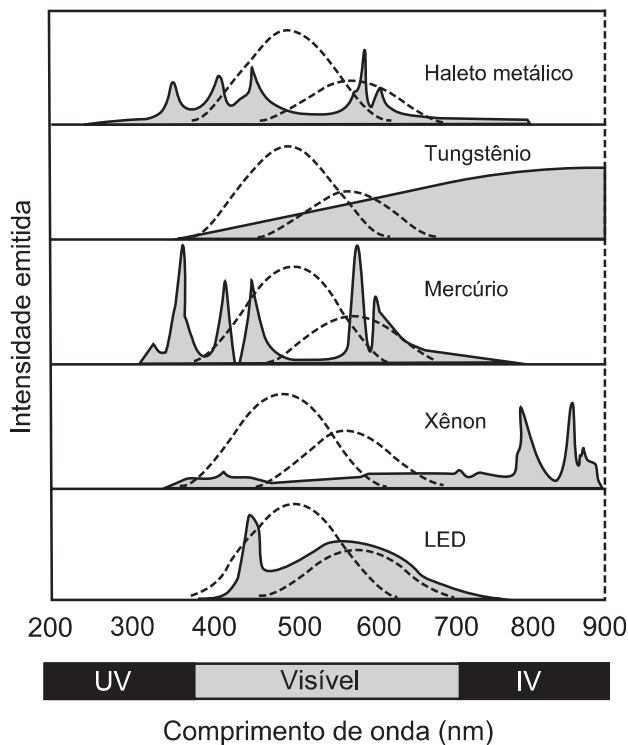 Haleto metálico
Tungstênio
Mercúrio
Xênon
LED
Intensidade emitida
200 300 400 500 600 700 800 900
UV Visível IV
Comprimento de onda (nm)